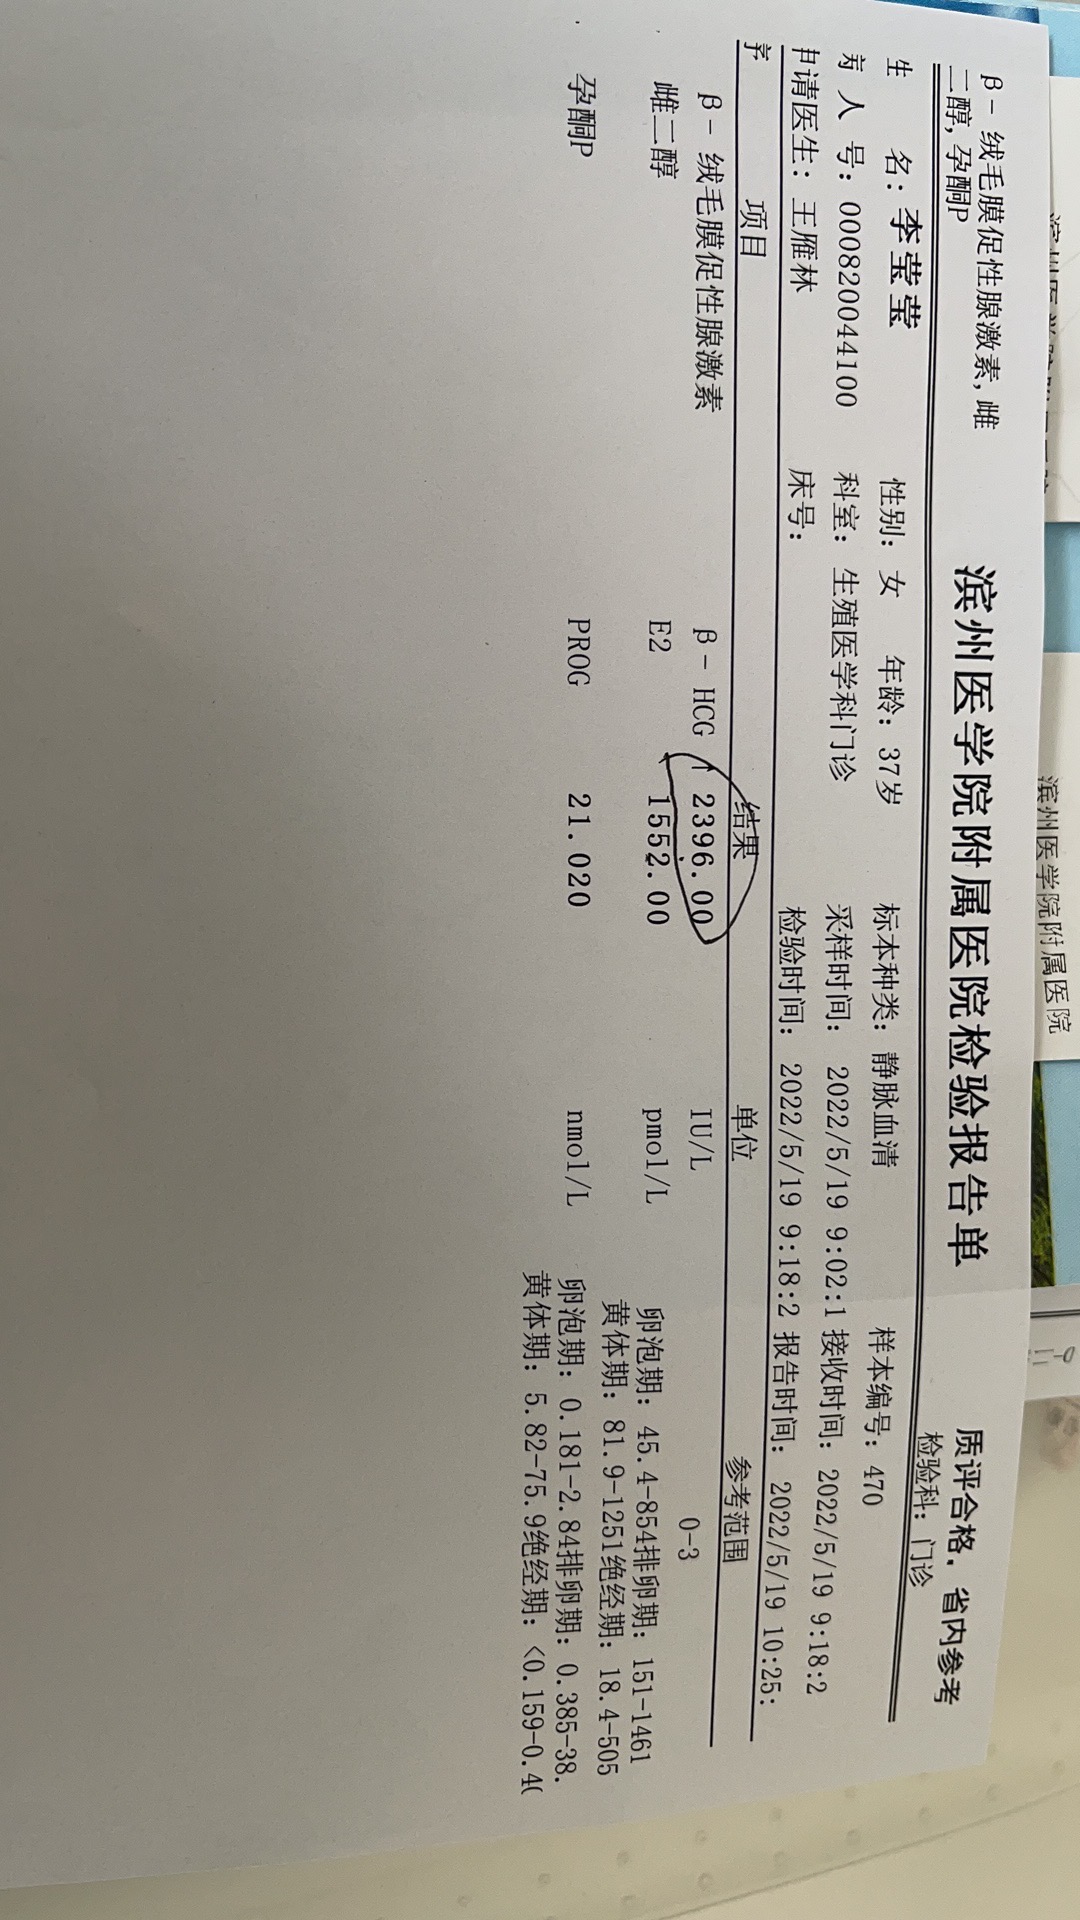 β-绒毛膜促性腺激素,雌
二醇,孕酮P
滨州医学院附属医院检验报告单
质评合格，省内参考
检验科：门诊
名：李莹莹 性别：女 年龄：37岁 标本种类：静脉血清 样本编号：470
人 号：000820044100 科室：生殖医学科门诊 采样时间：2022/5/19 9:02:1 接收时间：2022/5/19 9:18:2
申请医生：王雁林 床号： 检验时间：2022/5/19 9:18:2 报告时间：2022/5/19 10:25:
项目 结果 单位 参考范围
β-绒毛膜促性腺激素 β-HCG ↑ 2396.00 IU/L 0-3
雌二醇 E2 1552.00 pmol/L 卵泡期：45.4-854排卵期：151-1461
黄体期：81.9-1251绝经期：18.4-505
孕酮P PROG 21.020 nmol/L 卵泡期：0.181-2.84排卵期：0.385-38.
黄体期：5.82-75.9绝经期：<0.159-0.4
滨州医学院附属医院